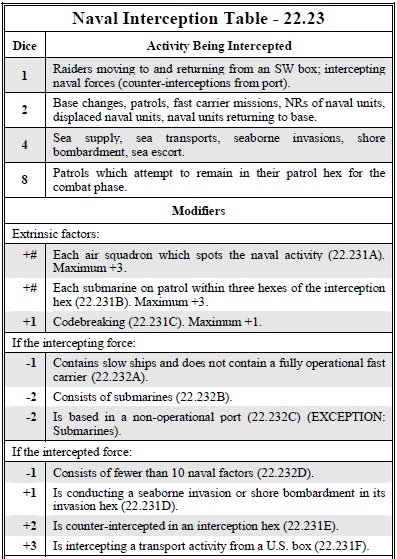 Naval Interception Table - 22.23
Dice Activity Being Intercepted
1 Raiders moving to and returning from an SW box; intercepting
naval forces (counter-interceptions from port).
2 Base changes, patrols, fast carrier missions, NRs of naval units,
displaced naval units, naval units returning to base.
4 Sea supply, sea transports, seaborne invasions, shore
bombardment, sea escort.
8 Patrols which attempt to remain in their patrol hex for the
combat phase.
Modifiers
Extrinsic factors:
+# Each air squadron which spots the naval activity (22.231A).
Maximum +3.
+# Each submarine on patrol within three hexes of the interception
hex (22.231B). Maximum +3.
+1 Codebreaking (22.231C). Maximum +1.
If the intercepting force:
-1 Contains slow ships and does not contain a fully operational fast
carrier (22.232A).
-2 Consists of submarines (22.232B).
-2 Is based in a non-operational port (22.232C) (EXCEPTION:
Submarines).
If the intercepted force:
-1 Consists of fewer than 10 naval factors (22.232D).
+1 Is conducting a seaborne invasion or shore bombardment in its
invasion hex (22.231D).
+2 Is counter-intercepted in an interception hex (22.231E).
+3 Is intercepting a transport activity from a U.S. box (22.231F).